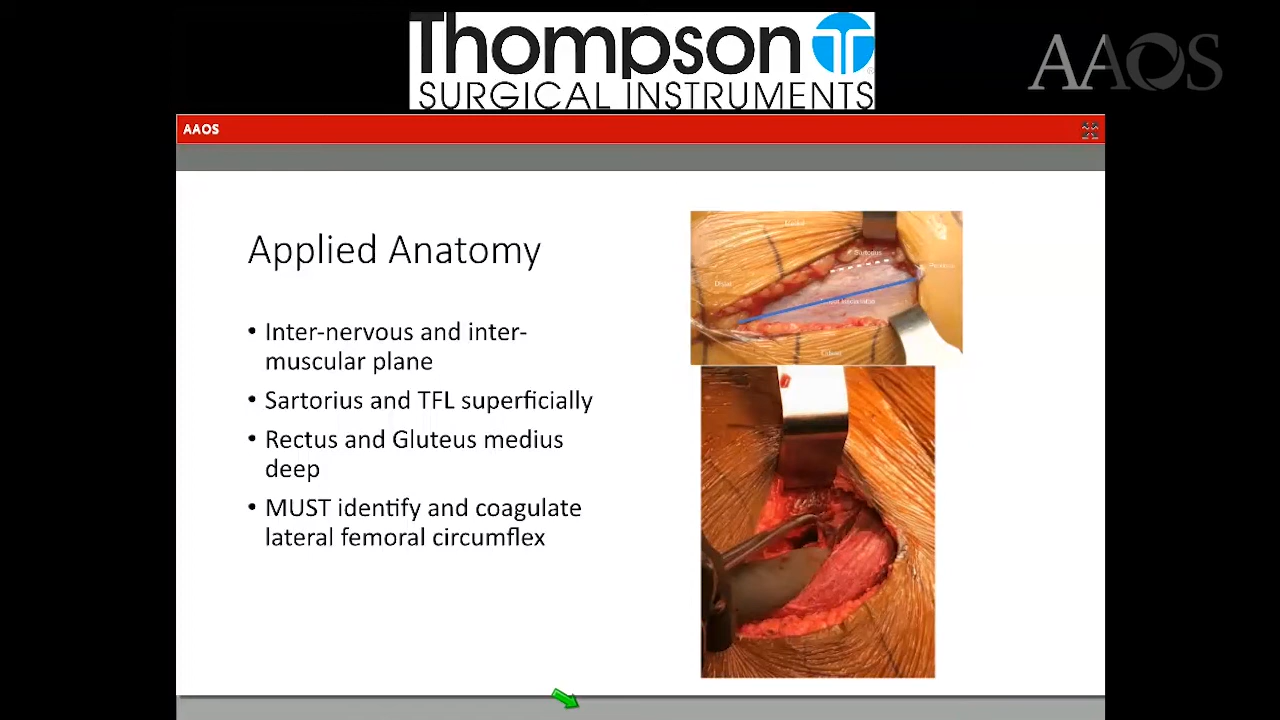 Thompson
SURGICAL INSTRUMENTS
AAOS
AAOS
Applied Anatomy
• Inter-nervous and inter-
muscular plane
• Sartorius and TFL superficially
• Rectus and Gluteus medius
deep
• MUST identify and coagulate
lateral femoral circumflex
Sartorius